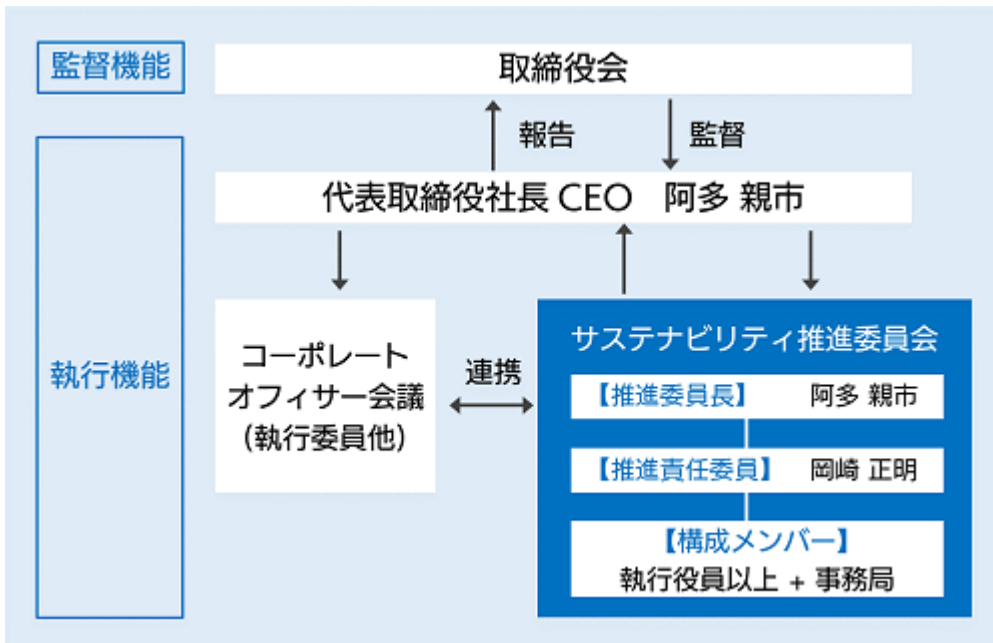 監督機能
取締役会
報告
監督
代表取締役社長 CEO 阿多 親市
執行機能
コーポレート
オフィサー会議
(執行委員他)
連携
サステナビリティ推進委員会
【推進委員長】 阿多 親市
【推進責任委員】 岡崎 正明
【構成メンバー】
執行役員以上 + 事務局